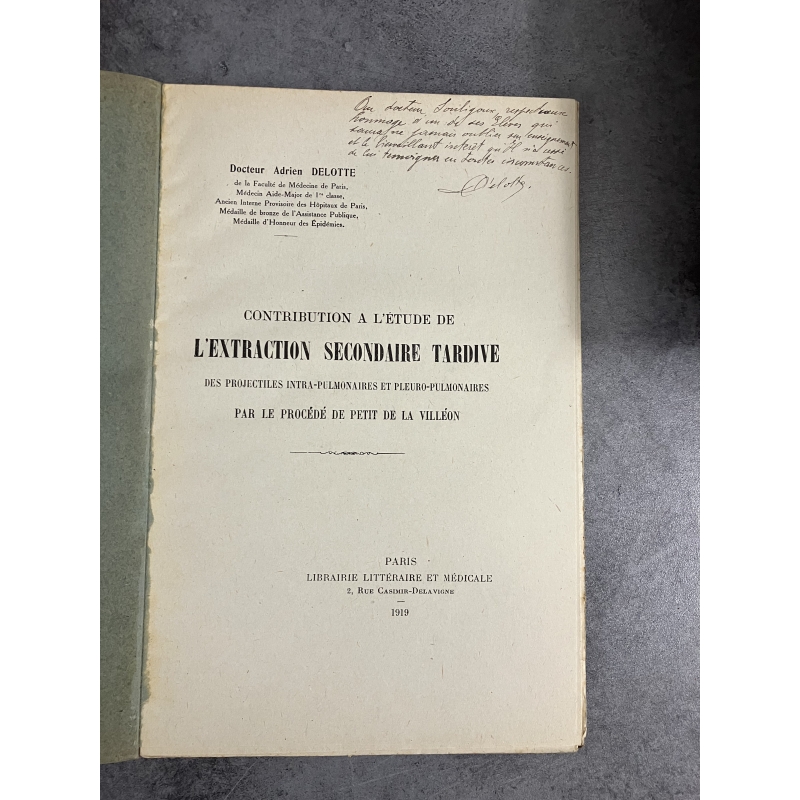 Au docteur Souligoux, respectueux
hommage d'un de ses élèves qui
jamais oublier son enseignement
et le bienveillant intérêt qu'il n'a cessé
de lui témoigner en toutes circonstances.
Delotte
Docteur Adrien DELOTTE
de la Faculté de Médecine de Paris,
Médecin Aide-Major de 1re classe,
Ancien Interne Provisoire des Hôpitaux de Paris,
Médaille de bronze de l'Assistance Publique,
Médaille d'Honneur des Épidémies.
CONTRIBUTION A L'ÉTUDE DE
L'EXTRACTION SECONDAIRE TARDIVE
DES PROJECTILES INTRA-PULMONAIRES ET PLEURO-PULMONAIRES
PAR LE PROCÉDÉ DE PETIT DE LA VILLÉON
PARIS
LIBRAIRIE LITTÉRAIRE ET MÉDICALE
2, RUE CASIMIR-DELAVIGNE
1919